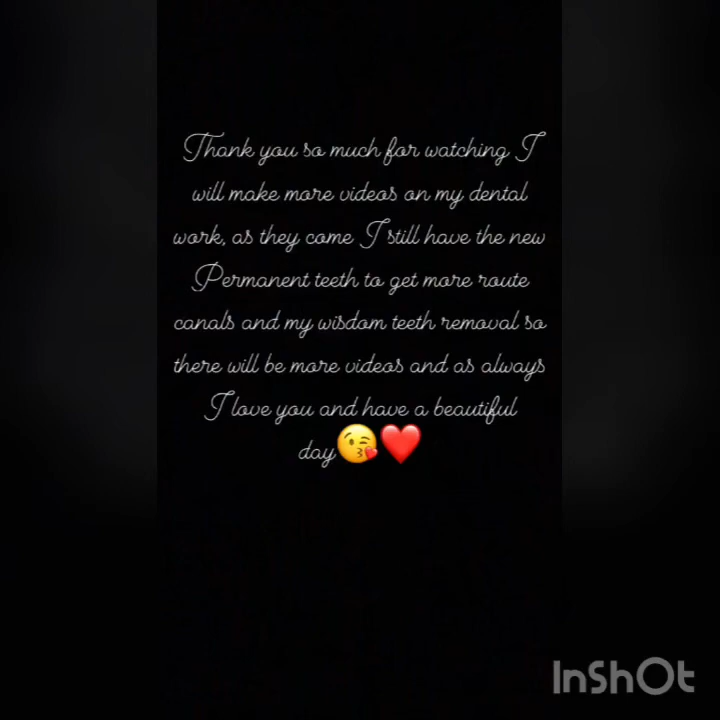 Thank you so much for watching I
will make more videos on my dental
work, as they come I still have the new
Permanent teeth to get more route
canals and my wisdom teeth removal so
there will be more videos and as always
I love you and have a beautiful
day😘❤️
InShOt